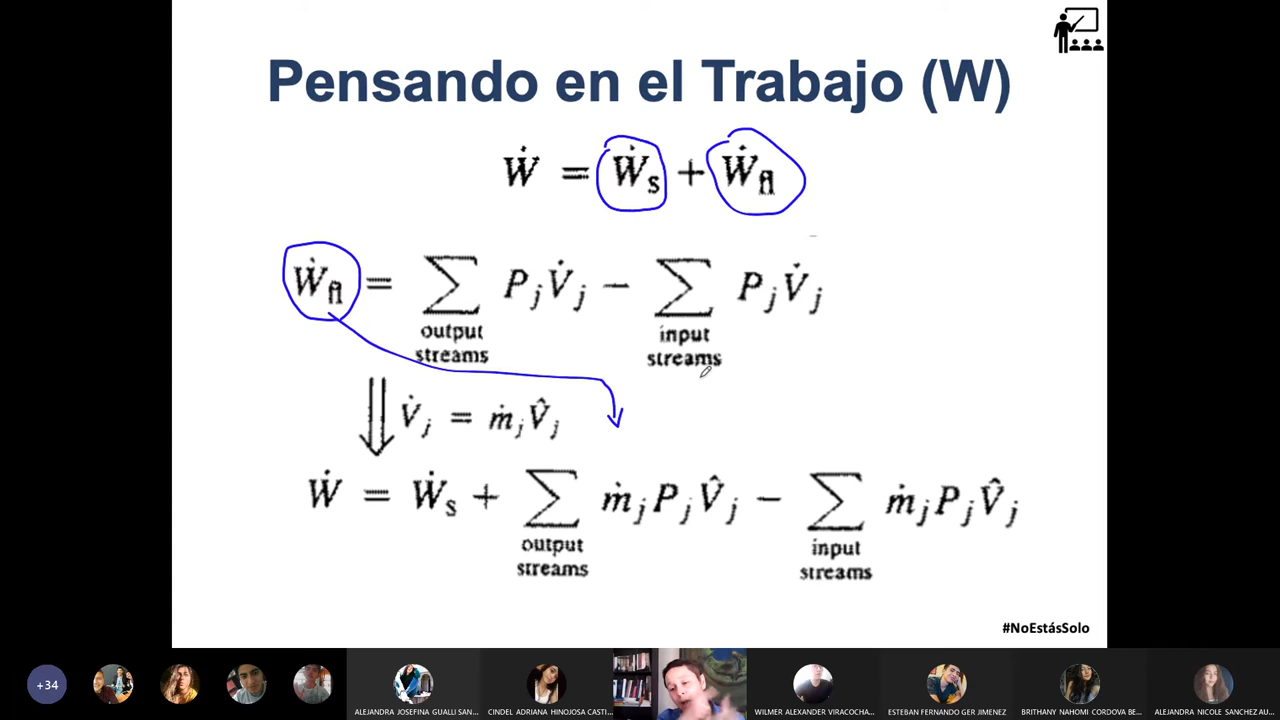 Pensando en el Trabajo (W)
Ẇ = Ẇs + Ẇfl
Ẇfl = ∑ PjV̇j − ∑ PjV̇j
output streams input streams
V̇j = ṁjV̂j
Ẇ = Ẇs + ∑ ṁjPjV̂j − ∑ ṁjPjV̂j
output streams input streams
#NoEstásSolo
+34
ALEJANDRA JOSEFINA GUALLI SAN...
CINDEL ADRIANA HINOJOSA CASTI...
WILMER ALEXANDER VIRACOCHA...
ESTEBAN FERNANDO GER JIMENEZ
BRITHANY NAHOMI CORDOVA BE...
ALEJANDRA NICOLE SANCHEZ AU...